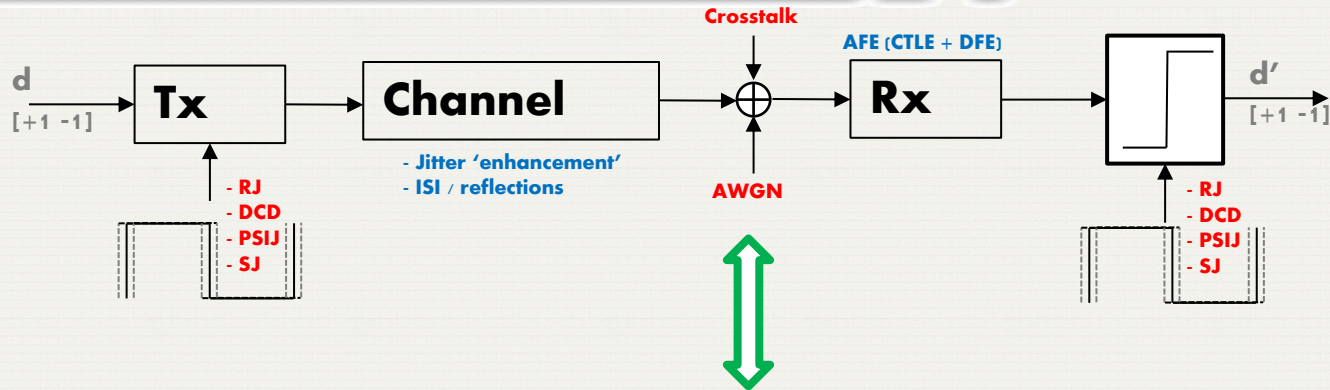 Crosstalk
AFE (CTLE + DFE)
d
[+1 -1]
Tx
Channel
Rx
d’
[+1 -1]
- Jitter ‘enhancement’
- ISI / reflections
AWGN
- RJ
- DCD
- PSIJ
- SJ
- RJ
- DCD
- PSIJ
- SJ